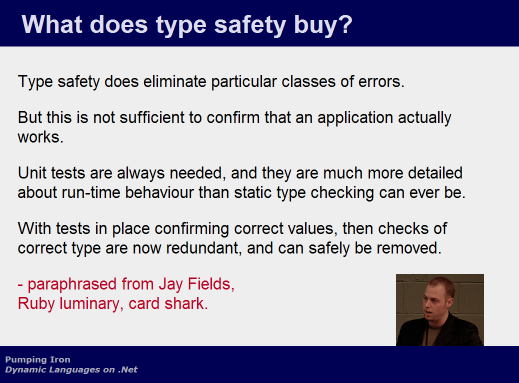 What does type safety buy?
Type safety does eliminate particular classes of errors.
But this is not sufficient to confirm that an application actually
works.
Unit tests are always needed, and they are much more detailed
about run-time behaviour than static type checking can ever be.
With tests in place confirming correct values, then checks of
correct type are now redundant, and can safely be removed.
- paraphrased from Jay Fields,
Ruby luminary, card shark.
Pumping Iron
Dynamic Languages on .Net